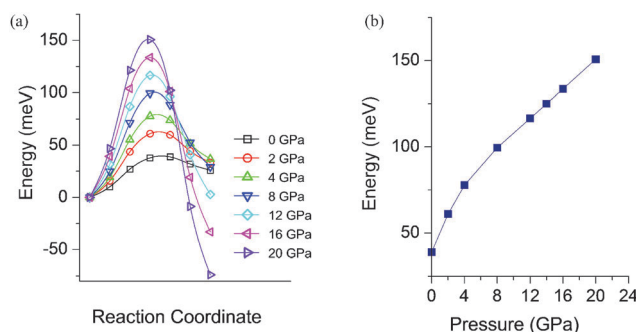 (a)
Energy (meV)
150
100
50
0
-50
0 GPa
2 GPa
4 GPa
8 GPa
12 GPa
16 GPa
20 GPa
Reaction Coordinate
(b)
Energy (meV)
150
100
50
0 4 8 12 16 20 24
Pressure (GPa)